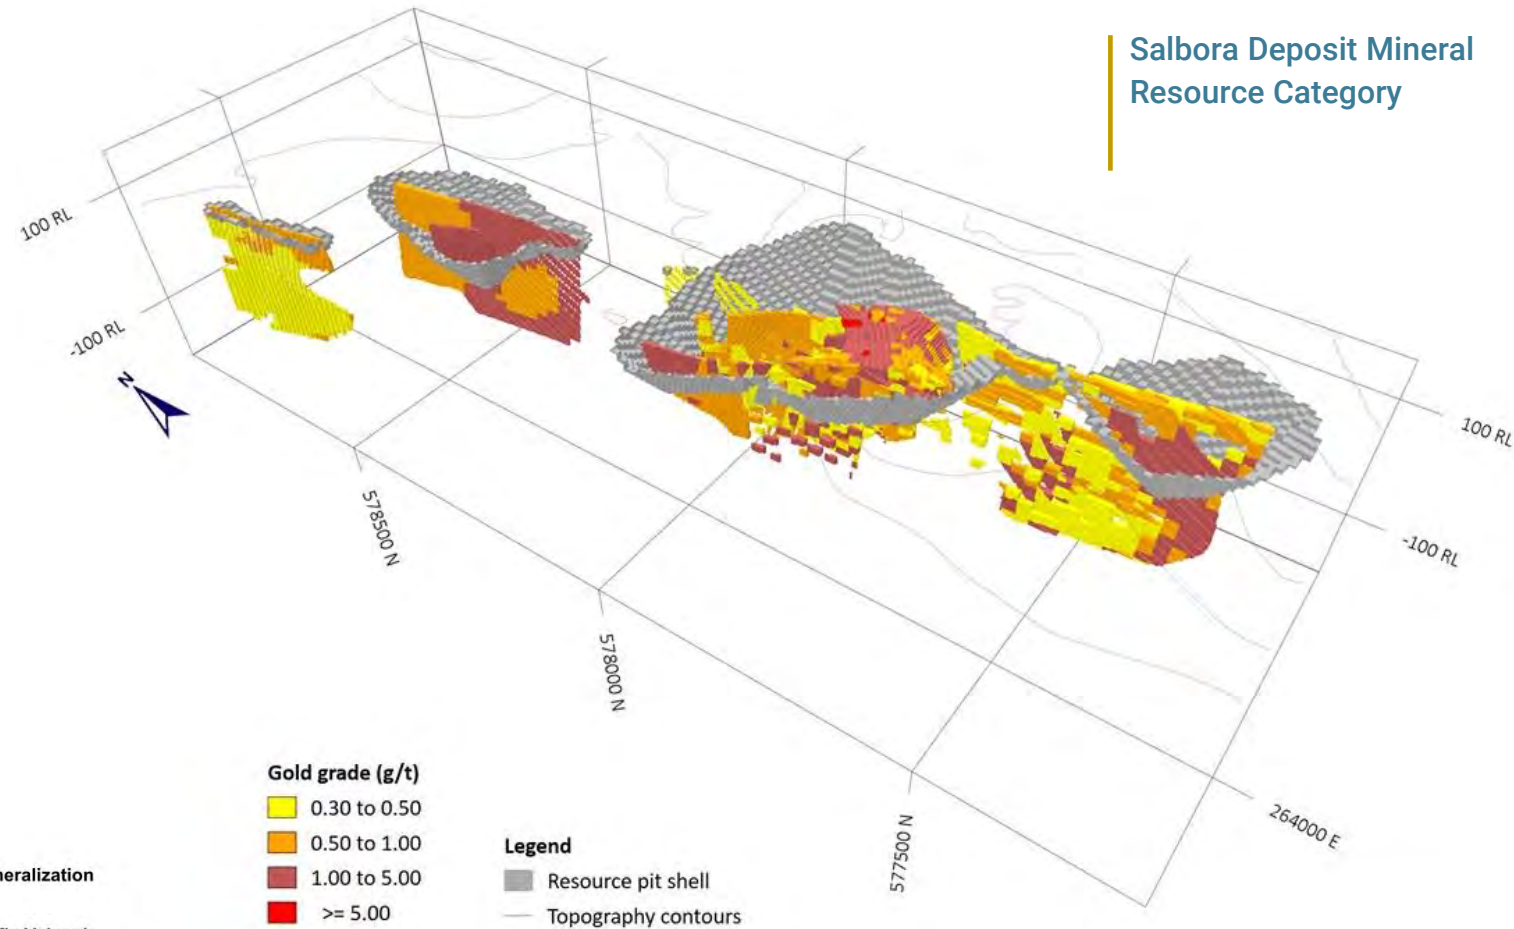 Salbora Deposit Mineral
Resource Category
100 RL
-100 RL
N
578500 N
578000 N
577500 N
264000 E
100 RL
-100 RL
Gold grade (g/t)
0.30 to 0.50
0.50 to 1.00
1.00 to 5.00
>= 5.00
Legend
Resource pit shell
Topography contours
neralization